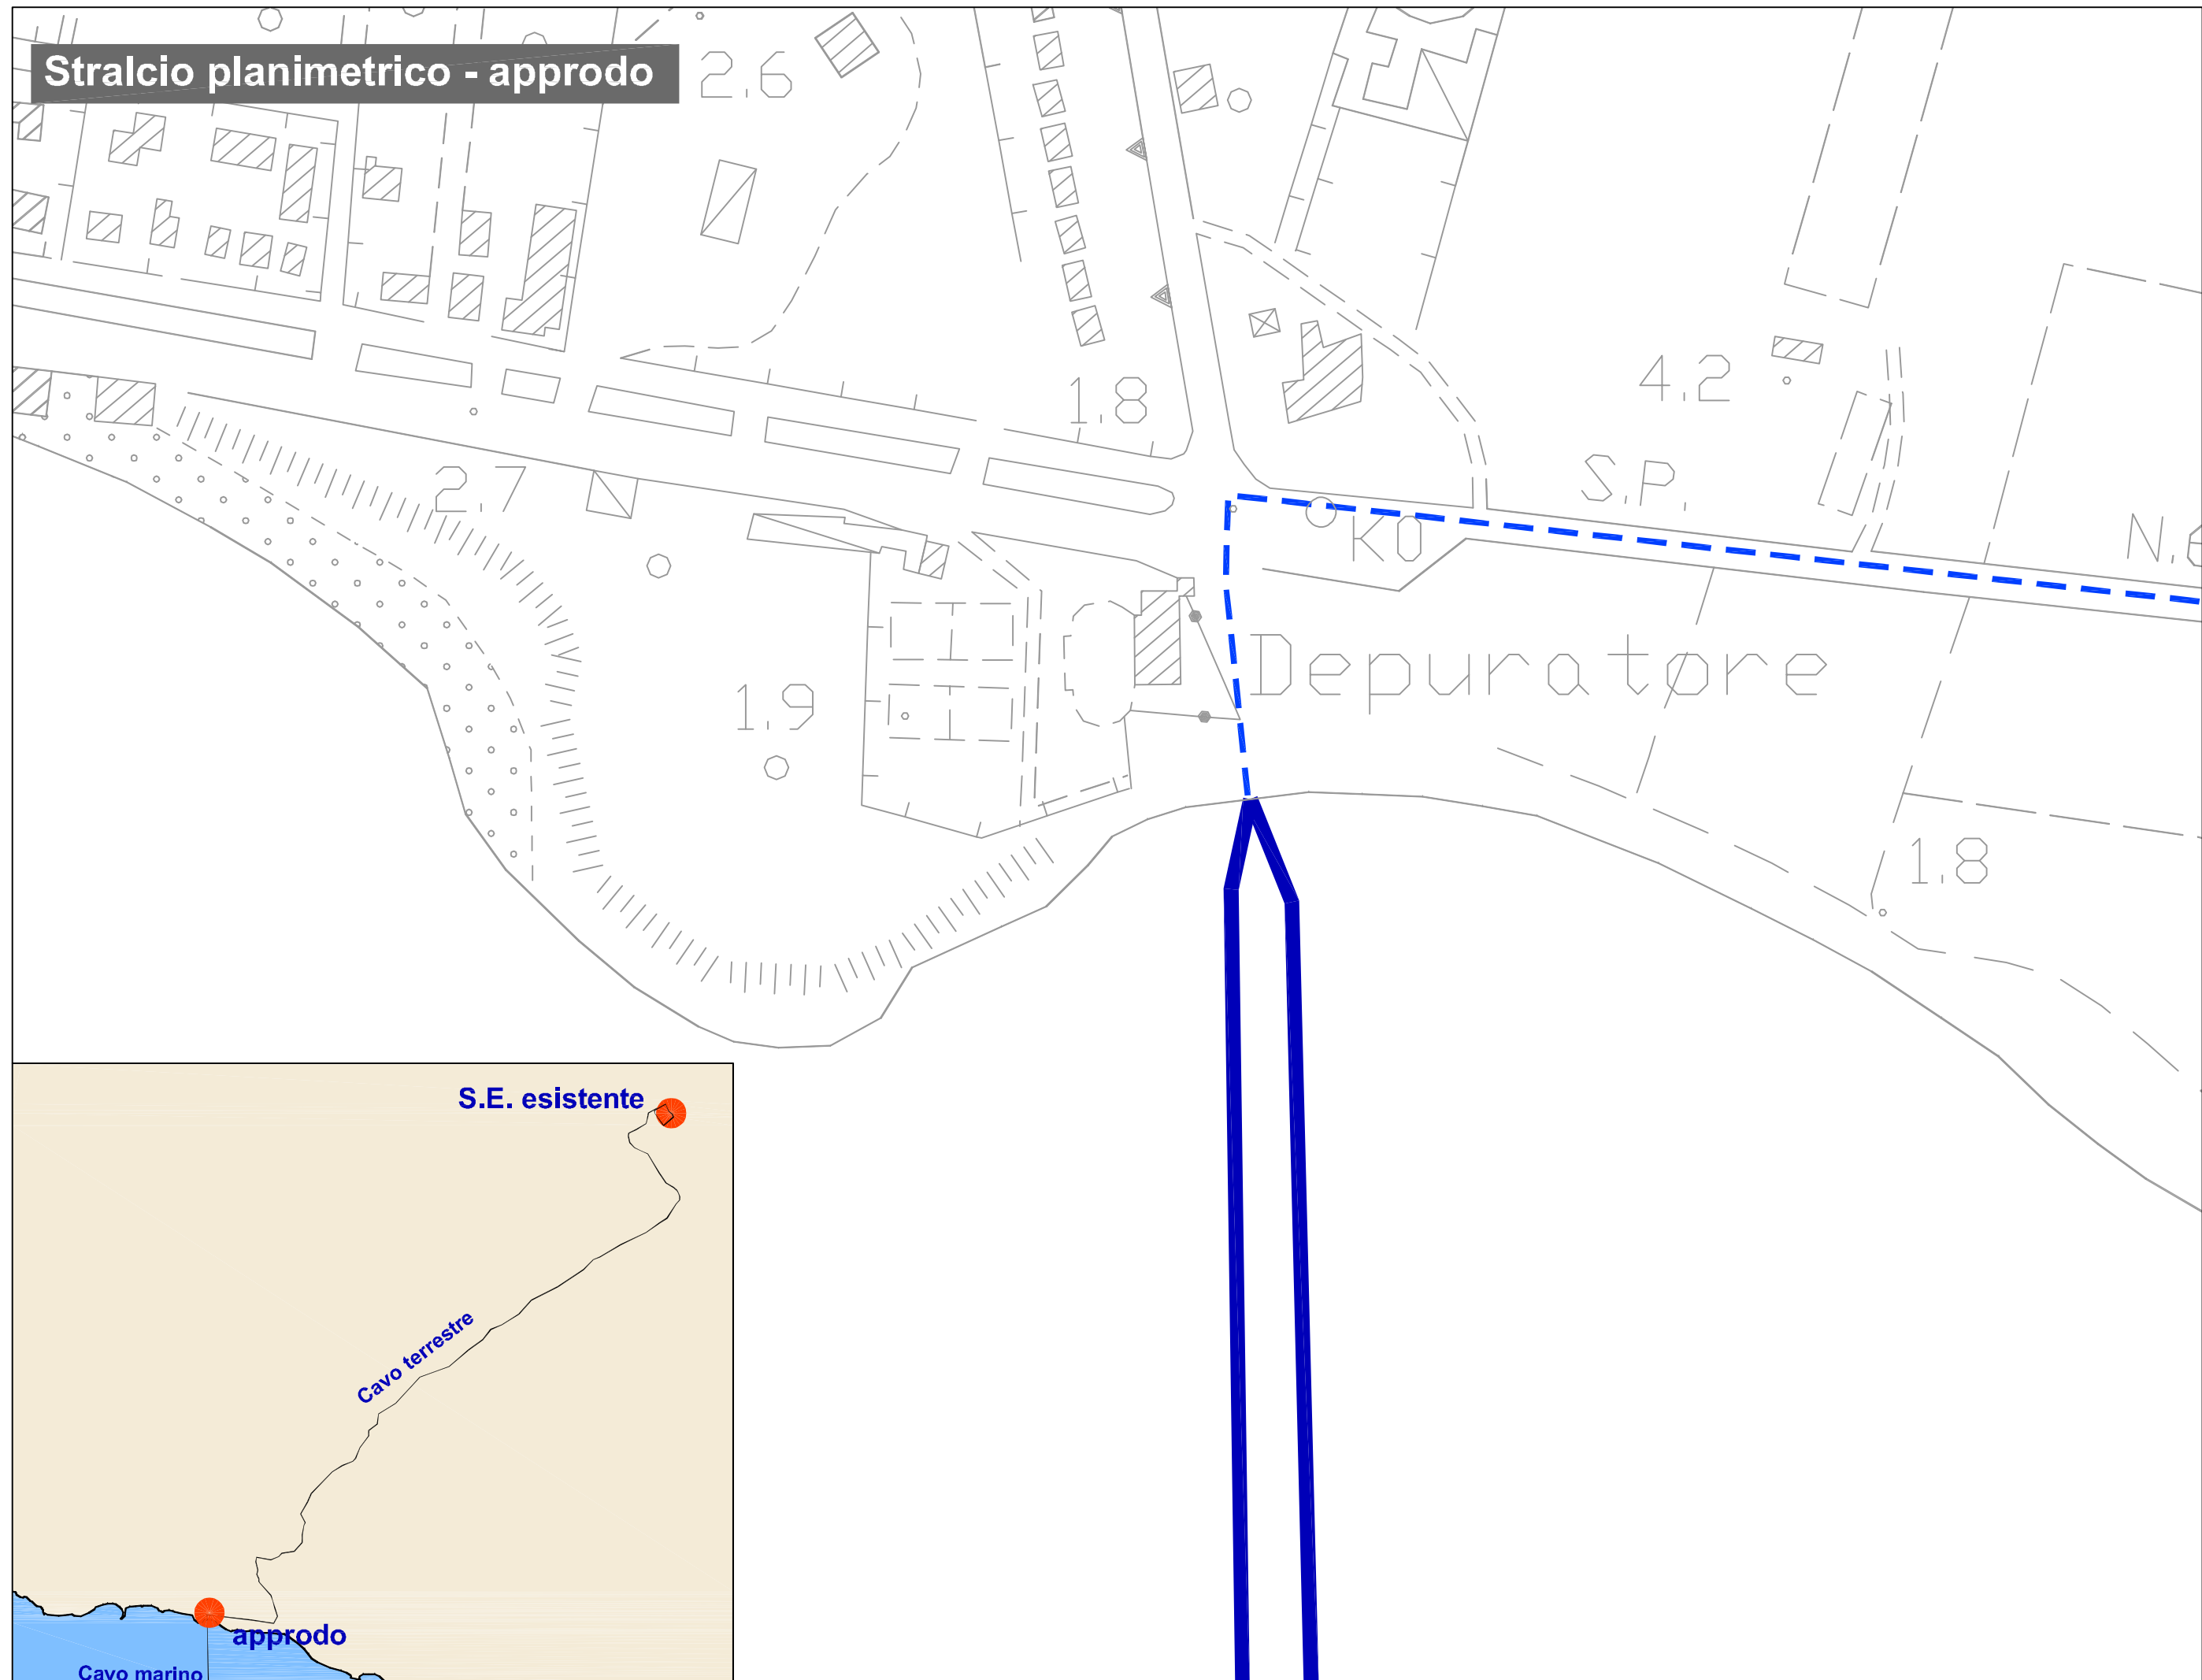 Stralcio planimetrico - approdo
2.6
1.8
4.2
2.7
S.P.
K0
N.
Depuratore
1.9
1.8
S.E. esistente
Cavo terrestre
approdo
Cavo marino